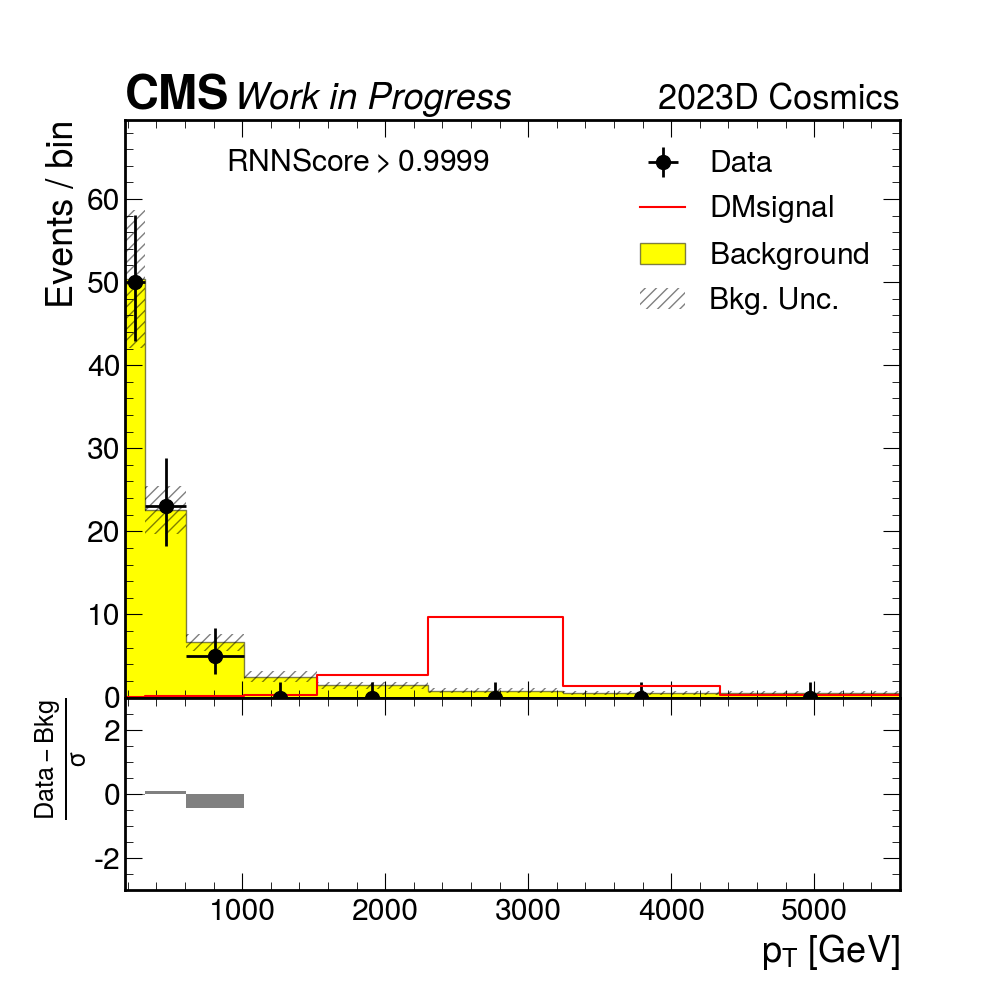 CMS Work in Progress 2023D Cosmics
RNNScore > 0.9999
Data
DMsignal
Background
Bkg. Unc.
Events / bin
60
50
40
30
20
10
0
Data – Bkg
σ
2
0
-2
1000 2000 3000 4000 5000
pT [GeV]